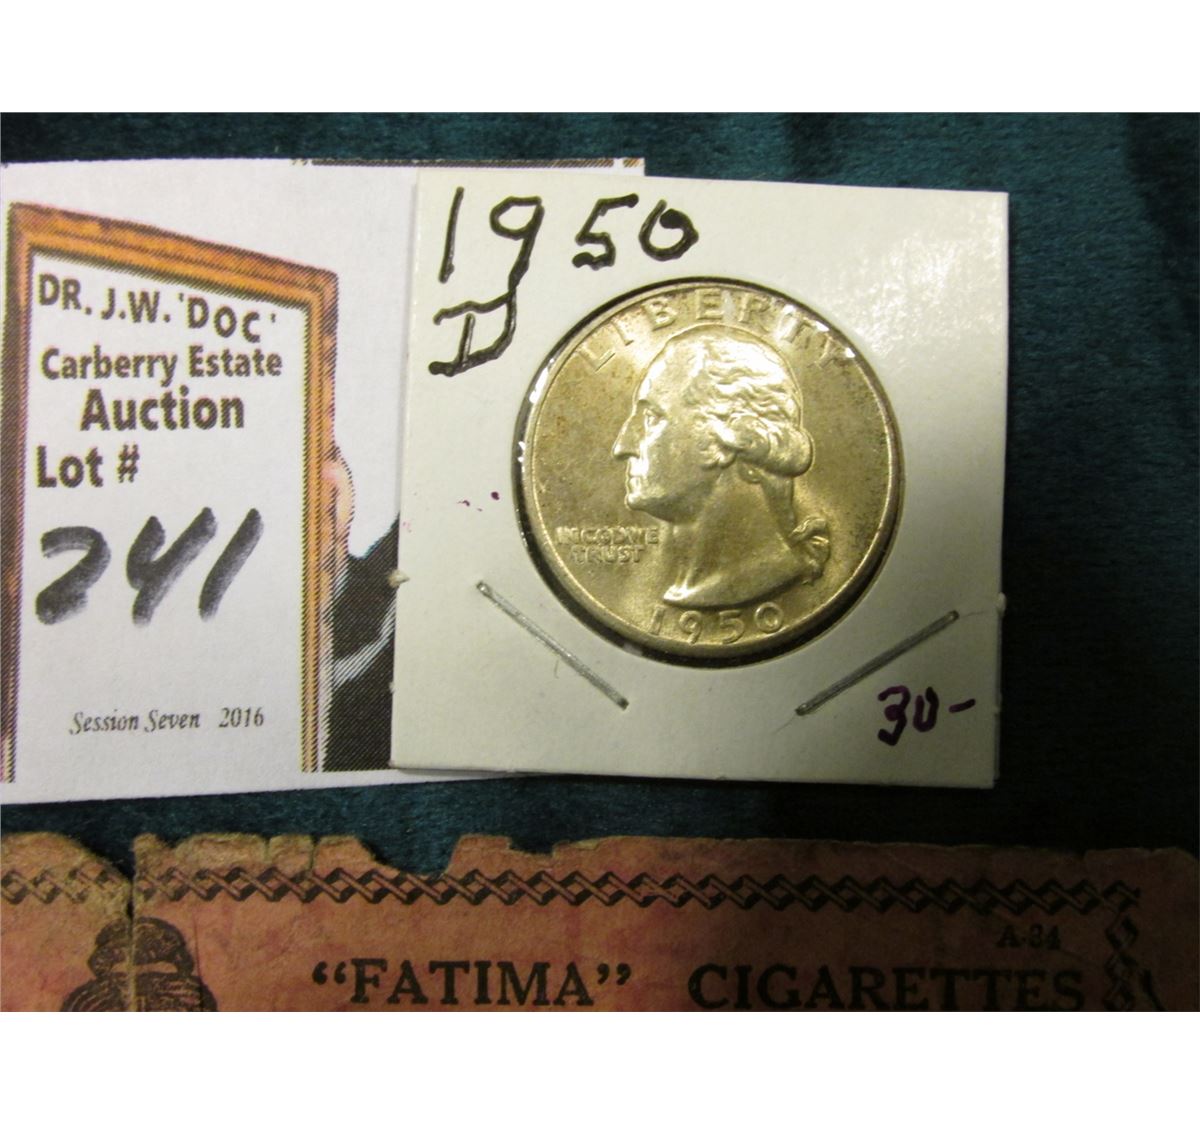 DR. J.W. 'DOC'
Carberry Estate
Auction
Lot #
241
Session Seven 2016
1950
D
LIBERTY
IN GOD WE
TRUST
1950
30-
A-34
"FATIMA" CIGARETTES